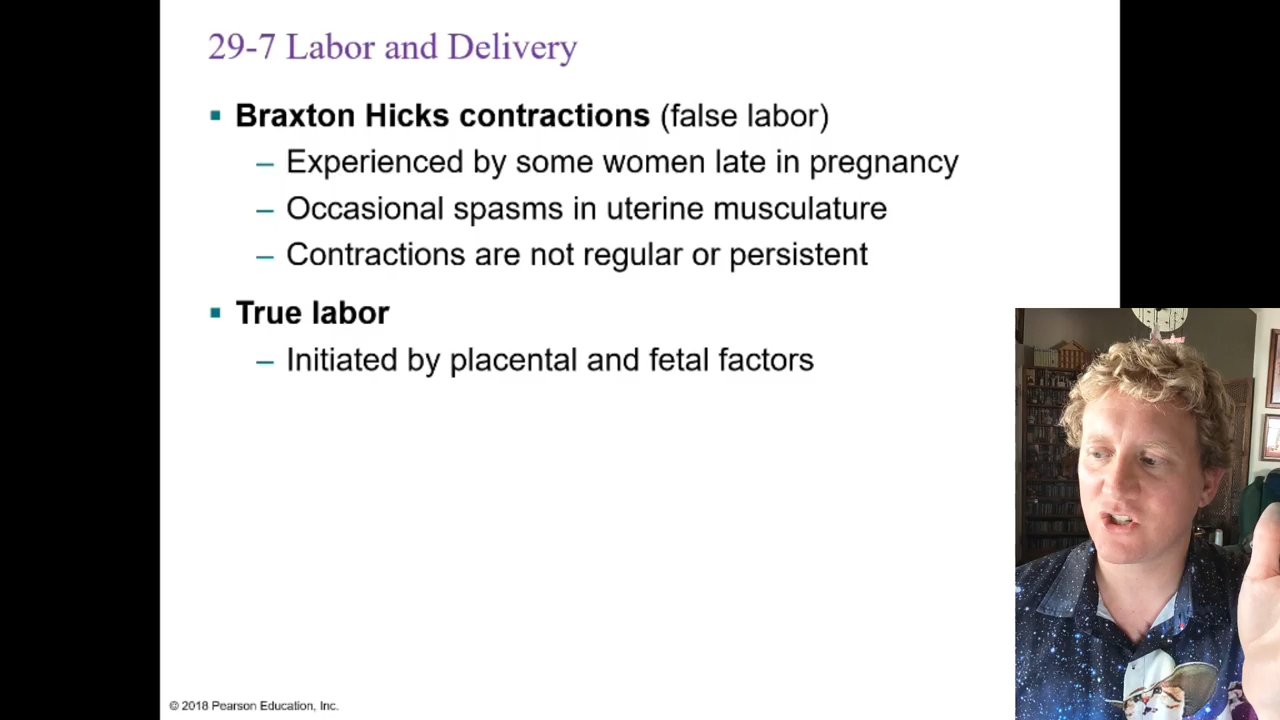 29-7 Labor and Delivery
▪ Braxton Hicks contractions (false labor)
– Experienced by some women late in pregnancy
– Occasional spasms in uterine musculature
– Contractions are not regular or persistent
▪ True labor
– Initiated by placental and fetal factors
© 2018 Pearson Education, Inc.